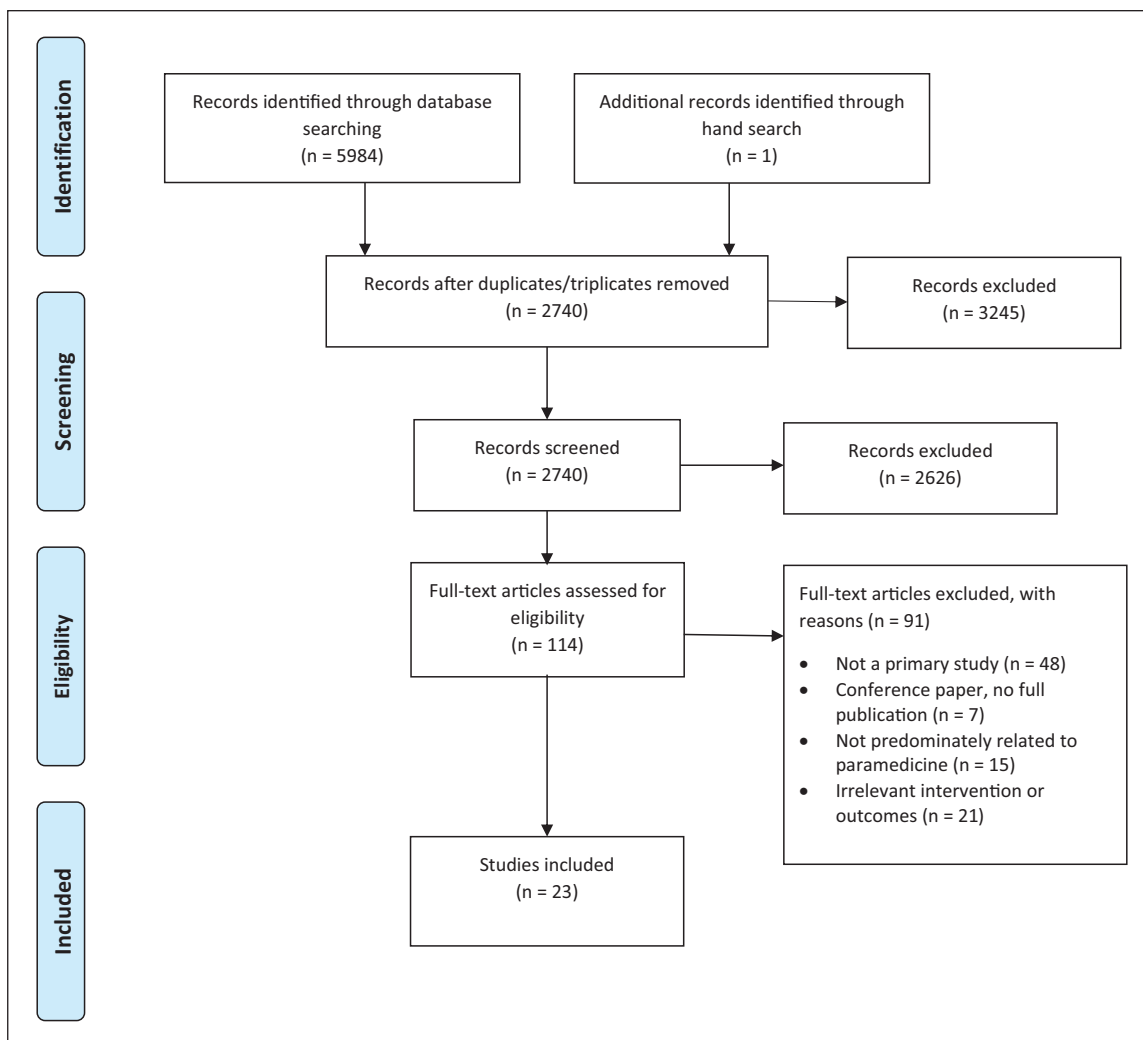 Identification
Records identified through database
searching
(n = 5984)
Additional records identified through
hand search
(n = 1)
Records after duplicates/triplicates removed
(n = 2740)
Records excluded
(n = 3245)
Screening
Records screened
(n = 2740)
Records excluded
(n = 2626)
Eligibility
Full-text articles assessed for
eligibility
(n = 114)
Full-text articles excluded, with
reasons (n = 91)
• Not a primary study (n = 48)
• Conference paper, no full
publication (n = 7)
• Not predominately related to
paramedicine (n = 15)
• Irrelevant intervention or
outcomes (n = 21)
Included
Studies included
(n = 23)